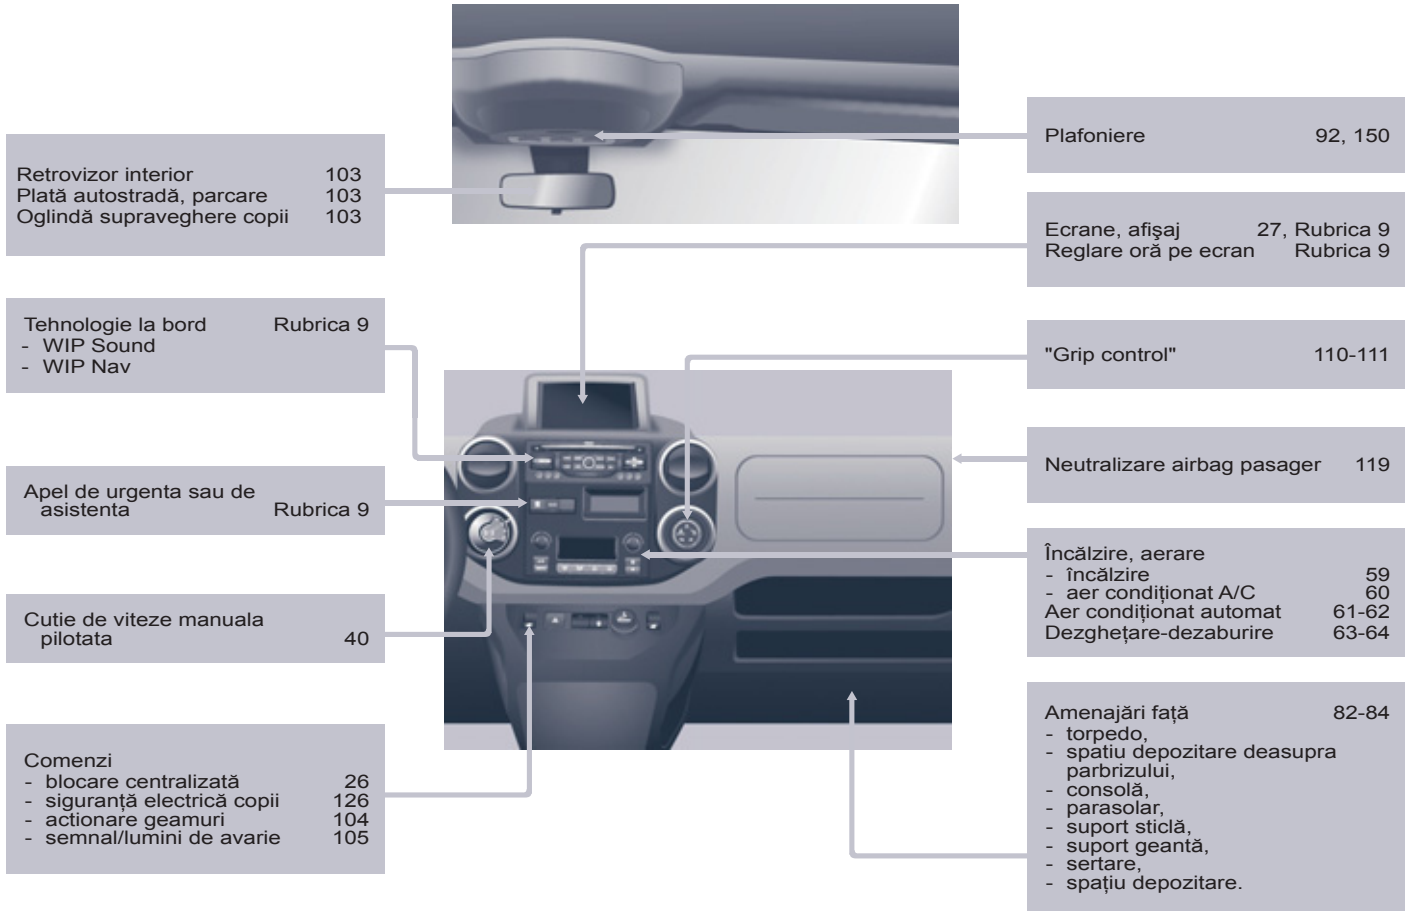 Retrovizor interior 103
Plată autostradă, parcare 103
Oglindă supraveghere copii 103
Tehnologie la bord Rubrica 9
- WIP Sound
- WIP Nav
Apel de urgenta sau de
asistenta Rubrica 9
Cutie de viteze manuala
pilotata 40
Comenzi
- blocare centralizată 26
- siguranță electrică copii 126
- actionare geamuri 104
- semnal/lumini de avarie 105
Plafoniere 92, 150
Ecrane, afişaj 27, Rubrica 9
Reglare oră pe ecran Rubrica 9
"Grip control" 110-111
Neutralizare airbag pasager 119
Încălzire, aerare
- încălzire 59
- aer condiționat A/C 60
Aer condiționat automat 61-62
Dezghețare-dezaburire 63-64
Amenajări față 82-84
- torpedo,
- spatiu depozitare deasupra
parbrizului,
- consolă,
- parasolar,
- suport sticlă,
- suport geantă,
- sertare,
- spațiu depozitare.